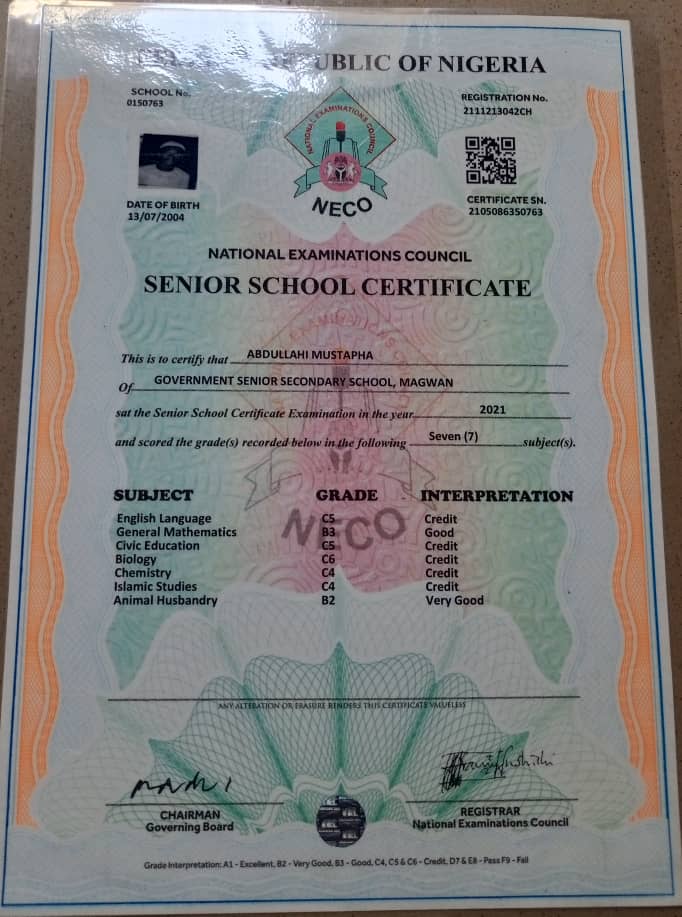 REPUBLIC OF NIGERIA
SCHOOL No.
0150763
REGISTRATION No.
2111213042CH
NATIONAL EXAMINATIONS COUNCIL
NECO
DATE OF BIRTH
13/07/2004
CERTIFICATE SN.
2105086350763
NATIONAL EXAMINATIONS COUNCIL
SENIOR SCHOOL CERTIFICATE
This is to certify that ABDULLAHI MUSTAPHA
Of GOVERNMENT SENIOR SECONDARY SCHOOL, MAGWAN
sat the Senior School Certificate Examination in the year 2021
and scored the grade(s) recorded below in the following Seven (7) subject(s).
SUBJECT GRADE INTERPRETATION
English Language C5 Credit
General Mathematics B3 Good
Civic Education C5 Credit
Biology C6 Credit
Chemistry C4 Credit
Islamic Studies C4 Credit
Animal Husbandry B2 Very Good
NECO
ANY ALTERATION OR ERASURE RENDERS THIS CERTIFICATE VALUELESS
CHAIRMAN
Governing Board
REGISTRAR
National Examinations Council
Grade Interpretation: A1 - Excellent, B2 - Very Good, B3 - Good, C4, C5 & C6 - Credit, D7 & E8 - Pass F9 - Fail